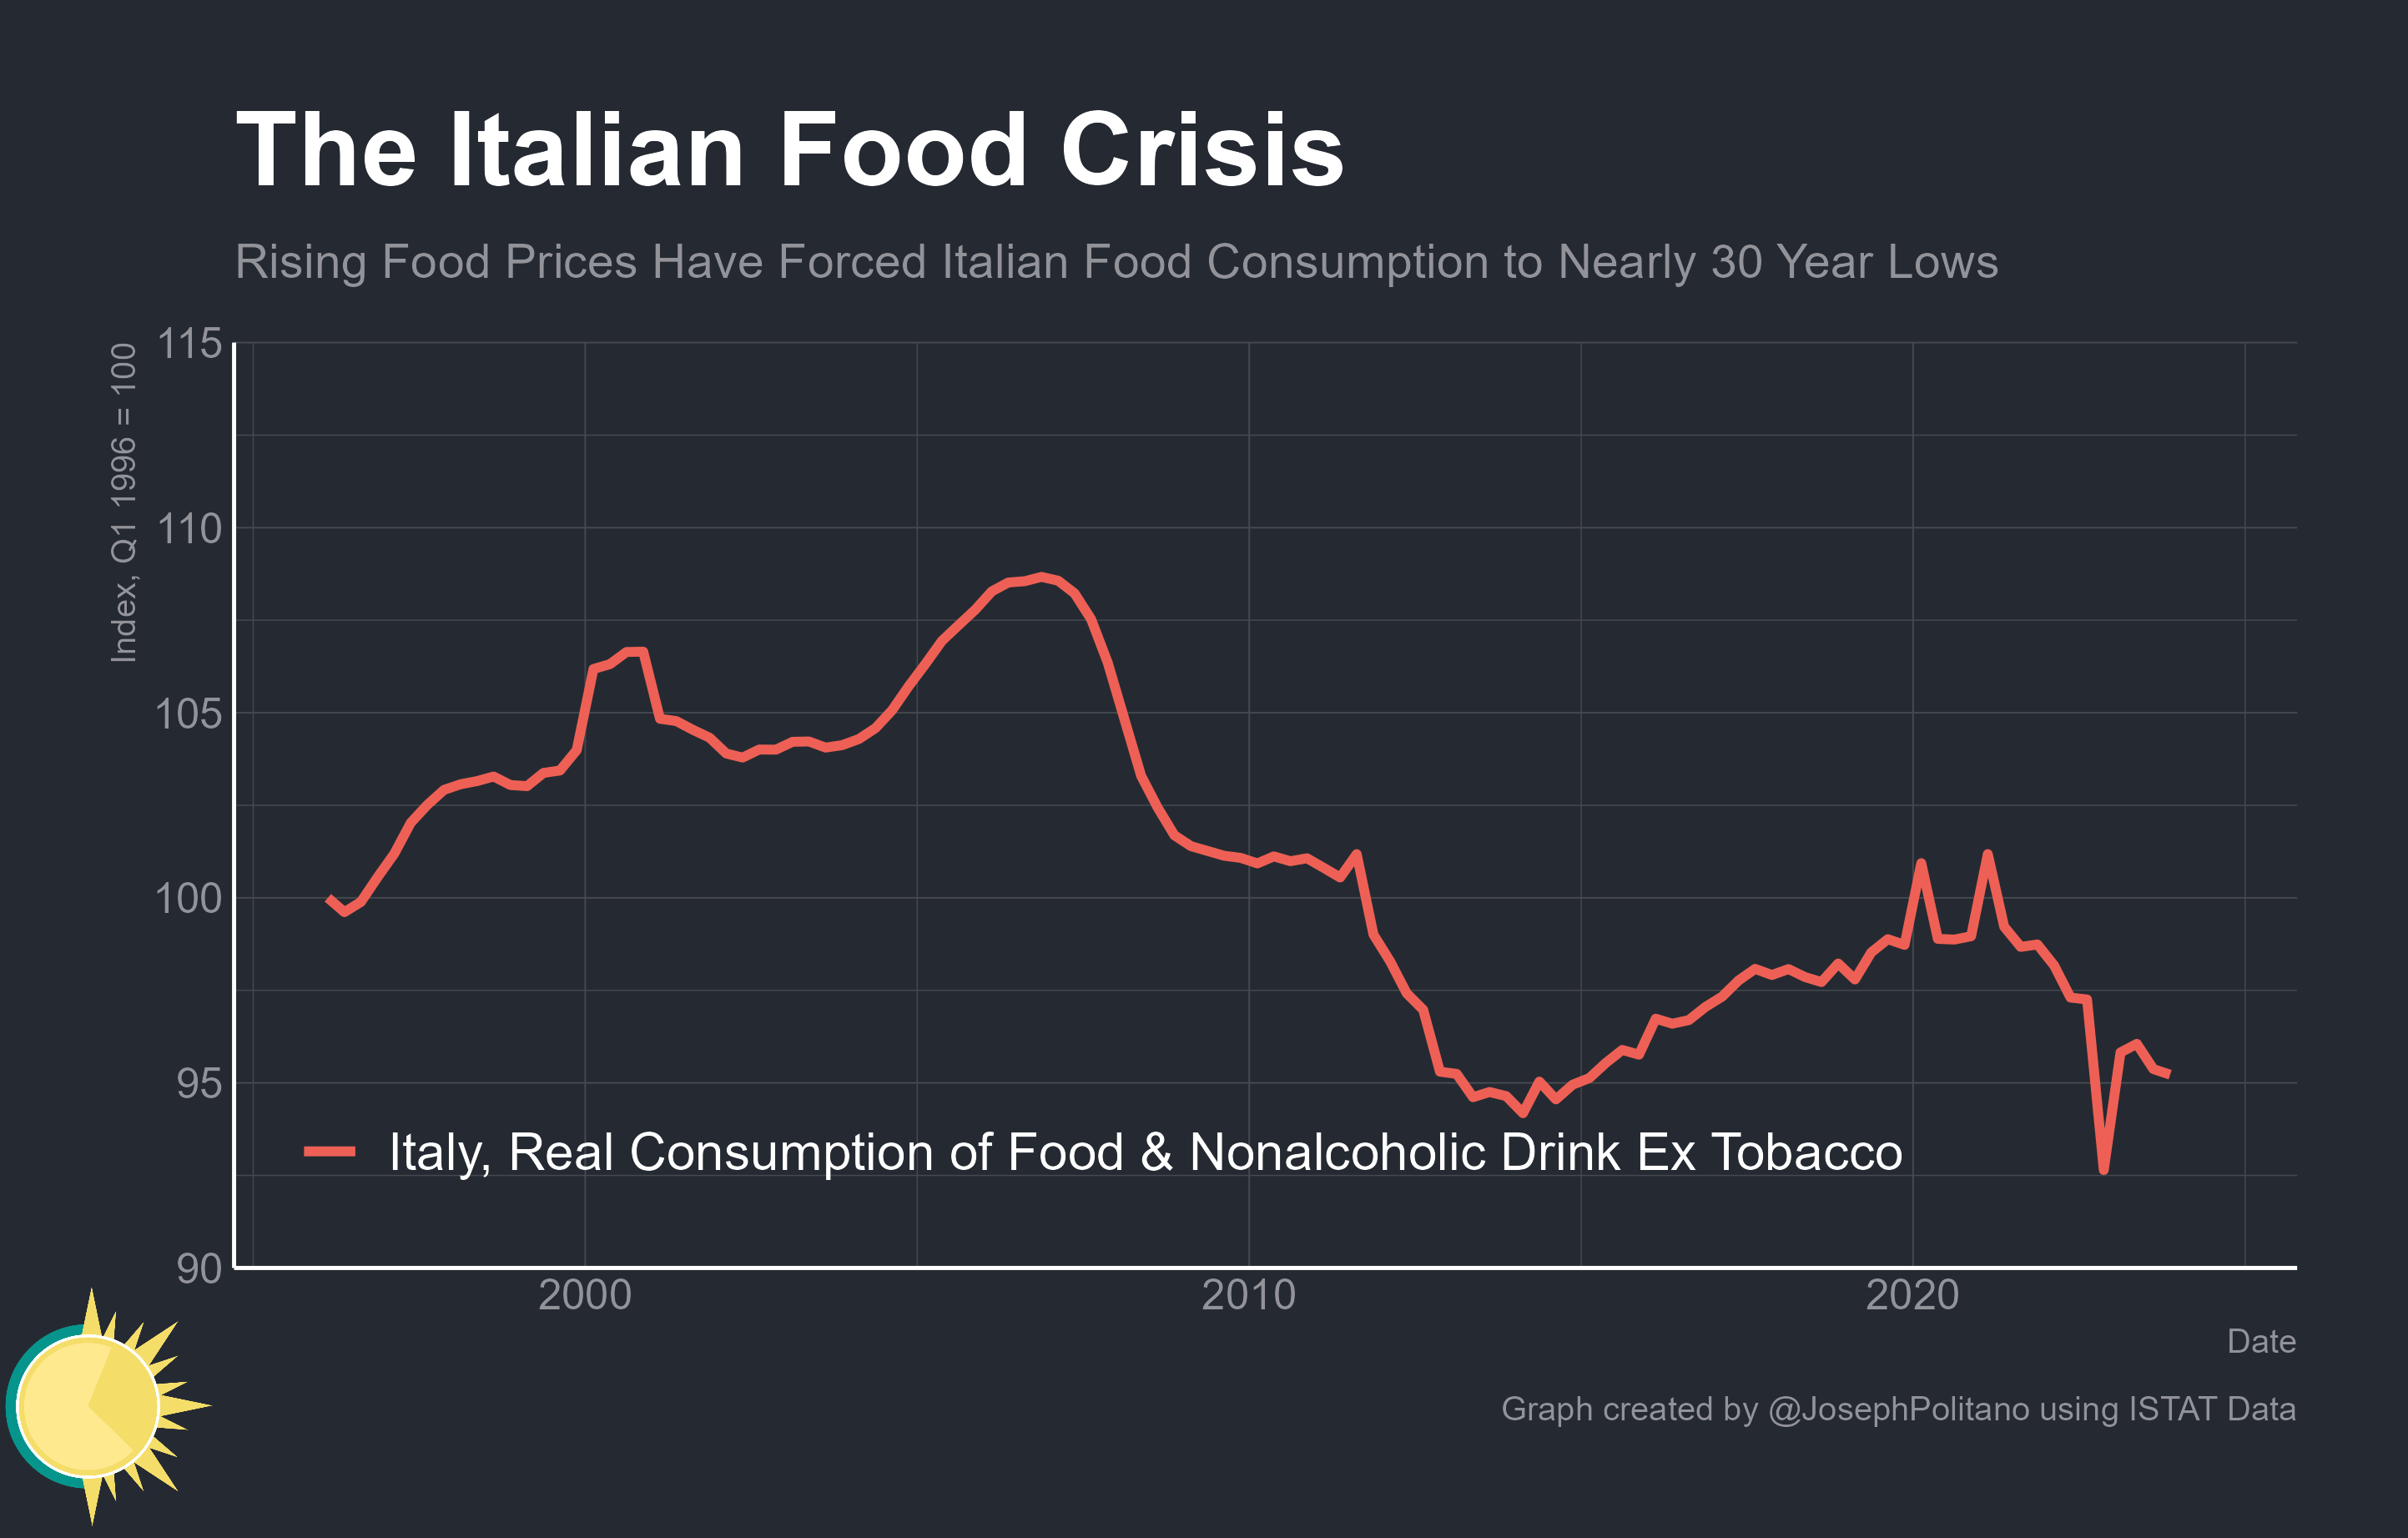 The Italian Food Crisis
Rising Food Prices Have Forced Italian Food Consumption to Nearly 30 Year Lows
Index, Q1 1996 = 100
115
110
105
100
95
90
Italy, Real Consumption of Food & Nonalcoholic Drink Ex Tobacco
2000 2010 2020
Date
Graph created by @JosephPolitano using ISTAT Data